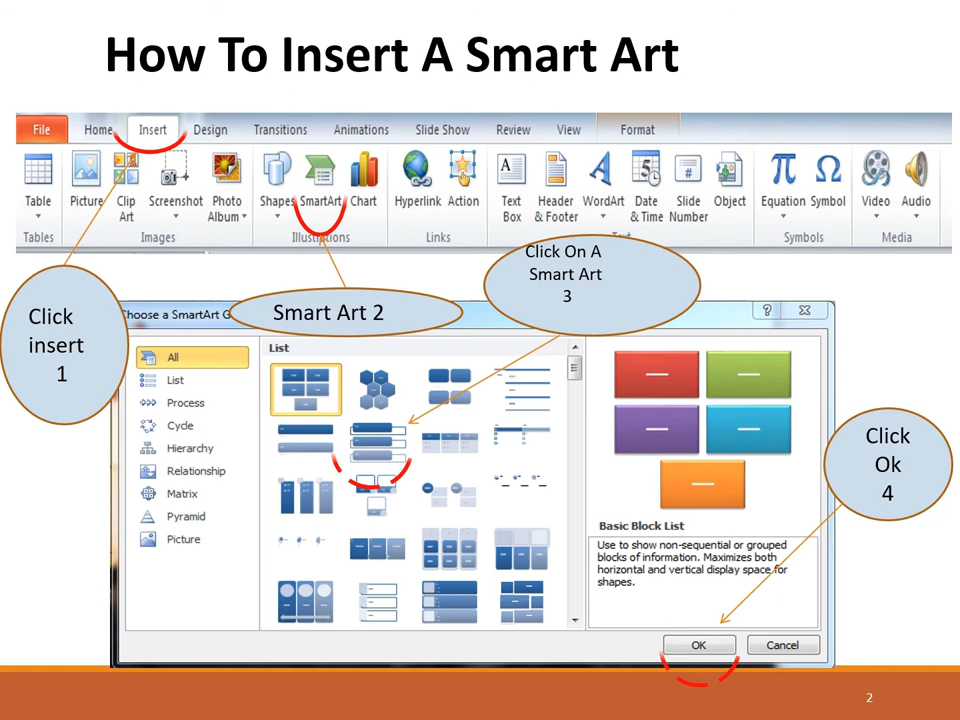 How To Insert A Smart Art
File Home Insert Design Transitions Animations Slide Show Review View Format
Table Picture Clip Art Screenshot Photo Album Shapes SmartArt Chart Hyperlink Action Text Box Header & Footer WordArt Date & Time Slide Number Object Equation Symbol Video Audio
Tables Images Illustrations Links Text Symbols Media
Click
insert
1
Smart Art 2
Click On A
Smart Art
3
Click
Ok
4
Choose a SmartArt G
?
All
List
Process
Cycle
Hierarchy
Relationship
Matrix
Pyramid
Picture
List
Basic Block List
Use to show non-sequential or grouped
blocks of information. Maximizes both
horizontal and vertical display space for
shapes.
OK Cancel
2